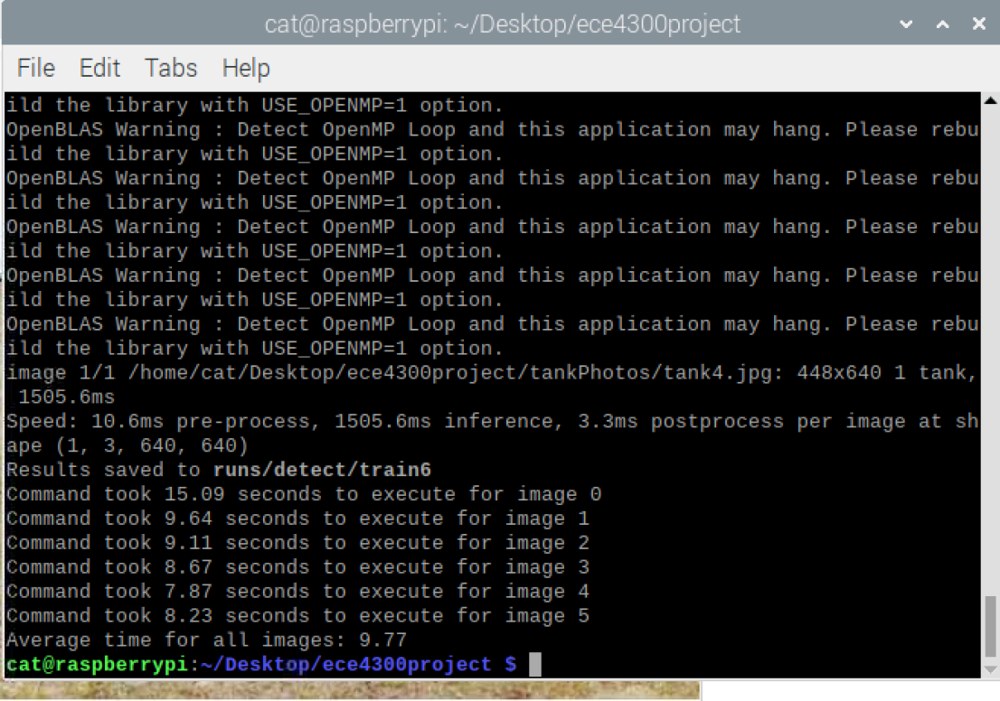 cat@raspberrypi: ~/Desktop/ece4300project
File Edit Tabs Help
ild the library with USE_OPENMP=1 option.
OpenBLAS Warning : Detect OpenMP Loop and this application may hang. Please rebu
ild the library with USE_OPENMP=1 option.
OpenBLAS Warning : Detect OpenMP Loop and this application may hang. Please rebu
ild the library with USE_OPENMP=1 option.
OpenBLAS Warning : Detect OpenMP Loop and this application may hang. Please rebu
ild the library with USE_OPENMP=1 option.
OpenBLAS Warning : Detect OpenMP Loop and this application may hang. Please rebu
ild the library with USE_OPENMP=1 option.
OpenBLAS Warning : Detect OpenMP Loop and this application may hang. Please rebu
ild the library with USE_OPENMP=1 option.
image 1/1 /home/cat/Desktop/ece4300project/tankPhotos/tank4.jpg: 448x640 1 tank,
1505.6ms
Speed: 10.6ms pre-process, 1505.6ms inference, 3.3ms postprocess per image at sh
ape (1, 3, 640, 640)
Results saved to runs/detect/train6
Command took 15.09 seconds to execute for image 0
Command took 9.64 seconds to execute for image 1
Command took 9.11 seconds to execute for image 2
Command took 8.67 seconds to execute for image 3
Command took 7.87 seconds to execute for image 4
Command took 8.23 seconds to execute for image 5
Average time for all images: 9.77
cat@raspberrypi:~/Desktop/ece4300project $